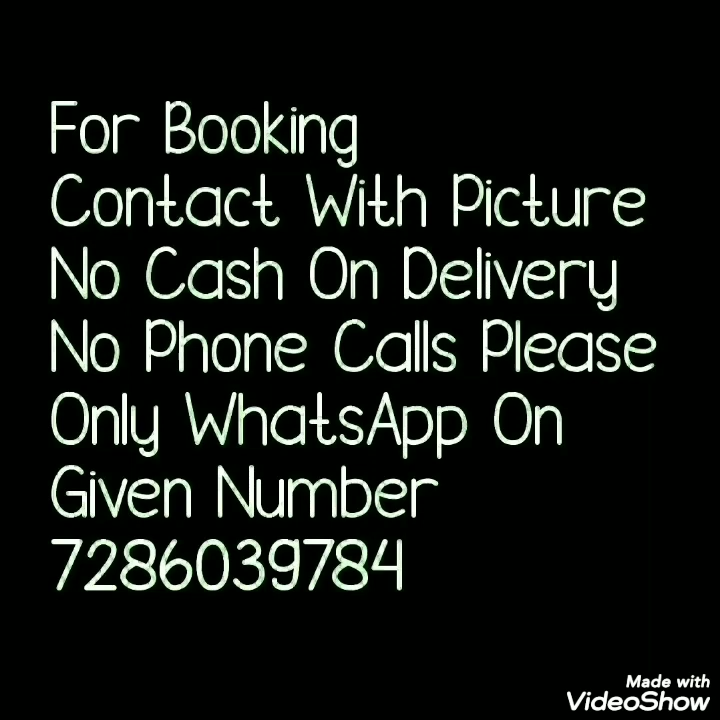 For Booking
Contact With Picture
No Cash On Delivery
No Phone Calls Please
Only WhatsApp On
Given Number
7286039784
Made with
VideoShow